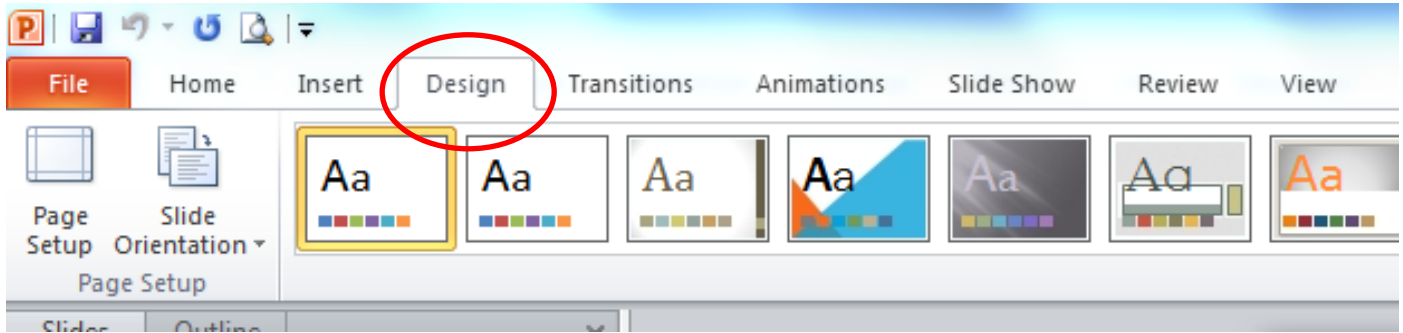 P
File Home Insert Design Transitions Animations Slide Show Review View
Aa Aa Aa Aa Aa Aa Aa
Page Slide
Setup Orientation
Page Setup
Slides Outline